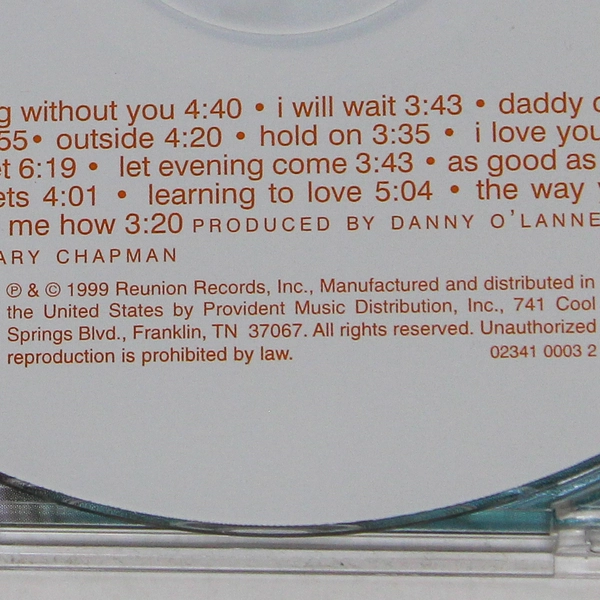 g without you 4:40 • i will wait 3:43 • daddy c
55• outside 4:20 • hold on 3:35 • i love you
et 6:19 • let evening come 3:43 • as good as
ets 4:01 • learning to love 5:04 • the way y
me how 3:20 PRODUCED BY DANNY O'LANNE
ARY CHAPMAN
℗ & © 1999 Reunion Records, Inc., Manufactured and distributed in
the United States by Provident Music Distribution, Inc., 741 Cool
Springs Blvd., Franklin, TN 37067. All rights reserved. Unauthorized
reproduction is prohibited by law. 02341 0003 2